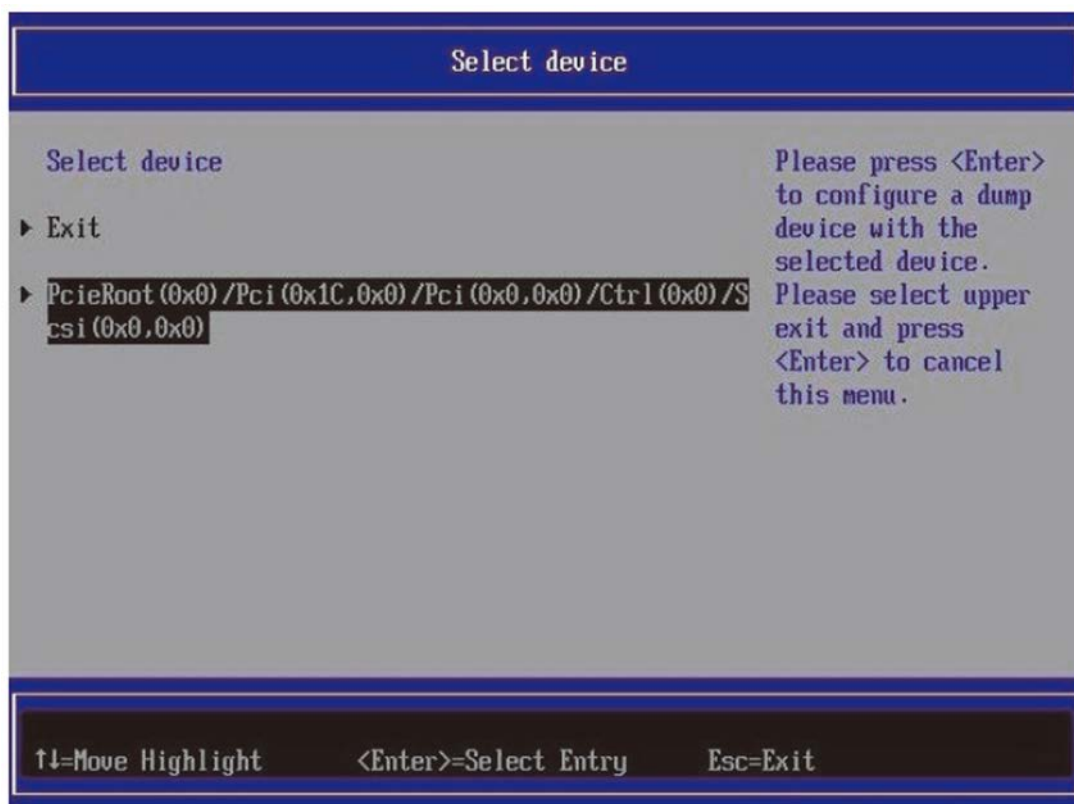 Select device
Select device
▶ Exit
▶ PcieRoot(0x0)/Pci(0x1C,0x0)/Pci(0x0,0x0)/Ctrl(0x0)/S
csi(0x0,0x0)
Please press <Enter>
to configure a dump
device with the
selected device.
Please select upper
exit and press
<Enter> to cancel
this menu.
↑↓=Move Highlight <Enter>=Select Entry Esc=Exit